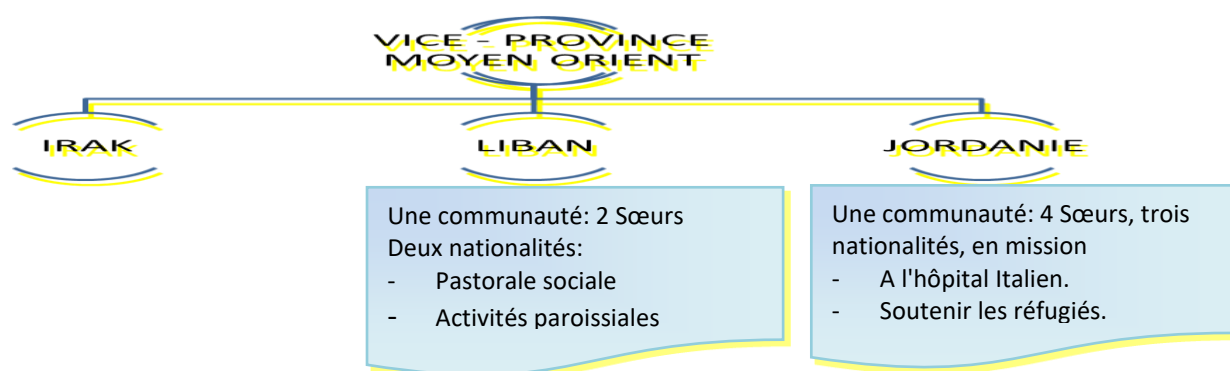 VICE - PROVINCE
MOYEN ORIENT
IRAK
LIBAN
JORDANIE
Une communauté: 2 Sœurs
Deux nationalités:
- Pastorale sociale
- Activités paroissiales
Une communauté: 4 Sœurs, trois
nationalités, en mission
- A l'hôpital Italien.
- Soutenir les réfugiés.